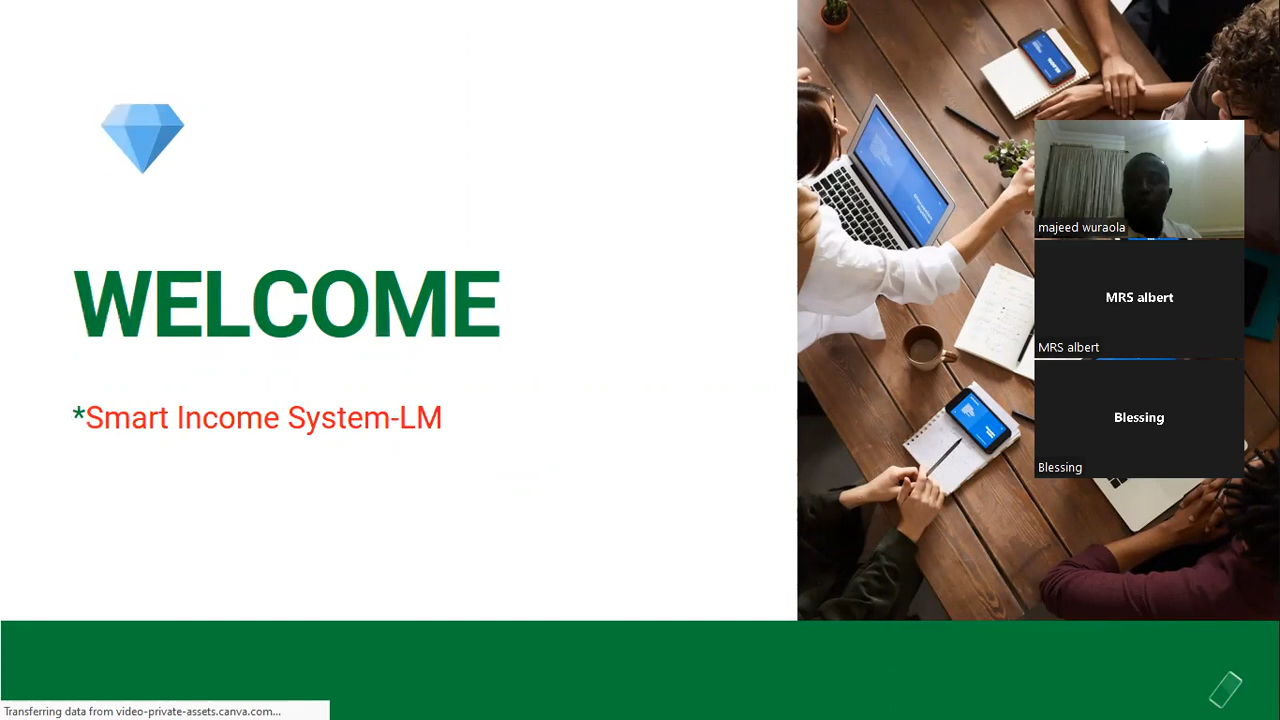 WELCOME
*Smart Income System-LM
majeed wuraola
MRS albert
MRS albert
Blessing
Blessing
Transferring data from video-private-assets.canva.com...